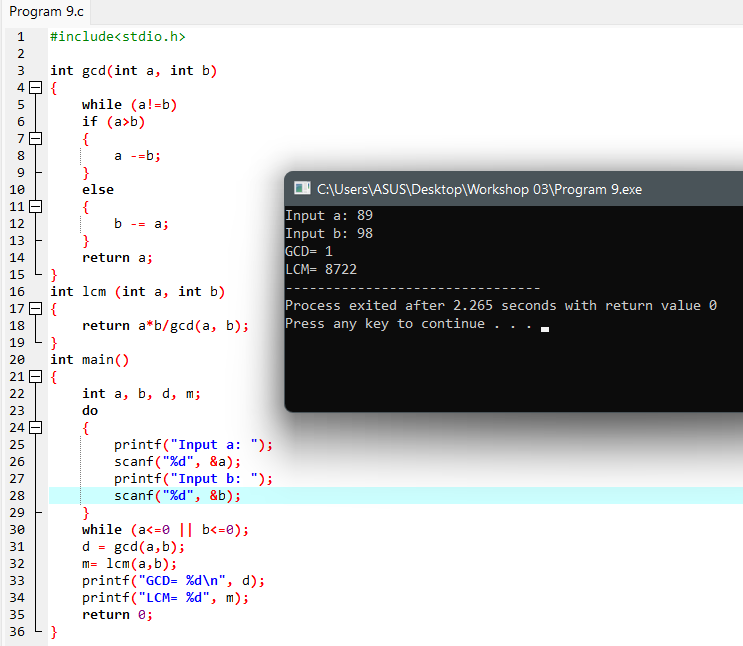 Program 9.c
1 #include<stdio.h>
2
3 int gcd(int a, int b)
4 {
5 while (a!=b)
6 if (a>b)
7 {
8 a -=b;
9 }
10 else
11 {
12 b -= a;
13 }
14 return a;
15 }
16 int lcm (int a, int b)
17 {
18 return a*b/gcd(a, b);
19 }
20 int main()
21 {
22 int a, b, d, m;
23 do
24 {
25 printf("Input a: ");
26 scanf("%d", &a);
27 printf("Input b: ");
28 scanf("%d", &b);
29 }
30 while (a<=0 || b<=0);
31 d = gcd(a,b);
32 m= lcm(a,b);
33 printf("GCD= %d\n", d);
34 printf("LCM= %d", m);
35 return 0;
36 }
C:\Users\ASUS\Desktop\Workshop 03\Program 9.exe
Input a: 89
Input b: 98
GCD= 1
LCM= 8722
--------------------------------
Process exited after 2.265 seconds with return value 0
Press any key to continue . . .